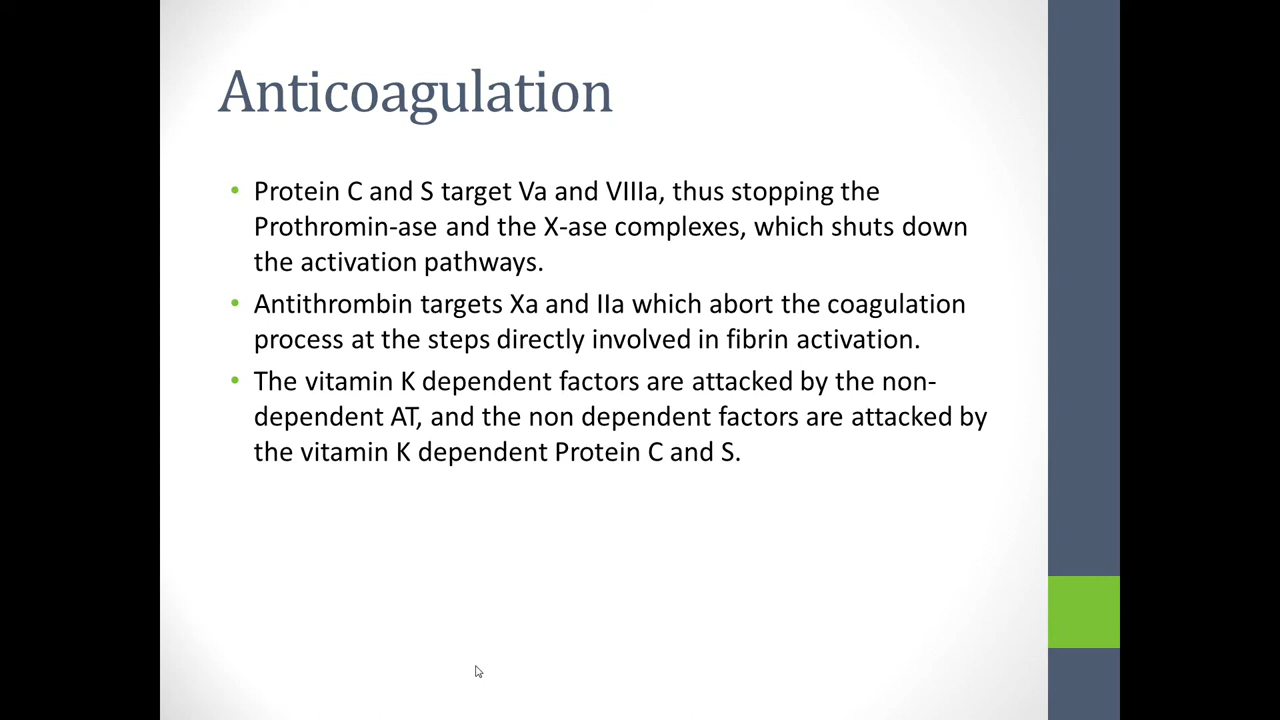 Anticoagulation
• Protein C and S target Va and VIIIa, thus stopping the
Prothromin-ase and the X-ase complexes, which shuts down
the activation pathways.
• Antithrombin targets Xa and IIa which abort the coagulation
process at the steps directly involved in fibrin activation.
• The vitamin K dependent factors are attacked by the non-
dependent AT, and the non dependent factors are attacked by
the vitamin K dependent Protein C and S.